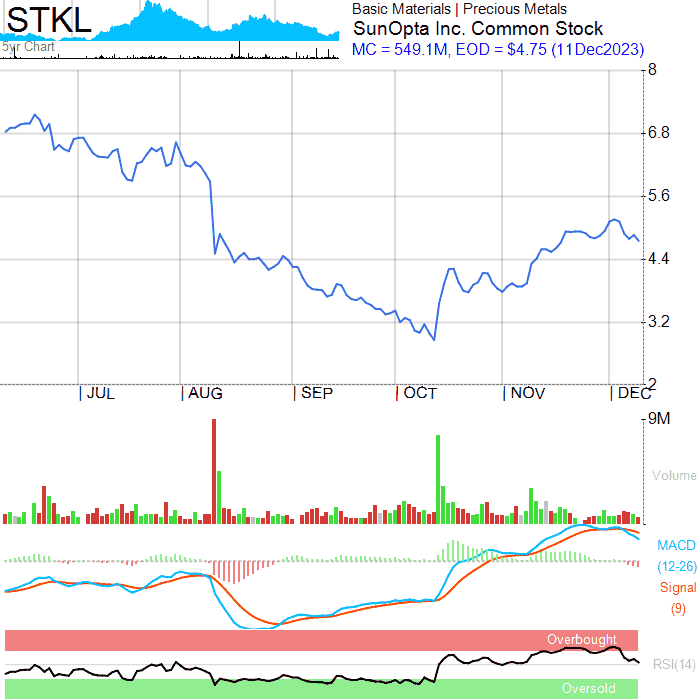 STKL
5yr Chart
Basic Materials | Precious Metals
SunOpta Inc. Common Stock
MC = 549.1M, EOD = $4.75 (11Dec2023)
8
6.8
5.6
4.4
3.2
2
JUL AUG SEP OCT NOV DEC
9M
Volume
MACD
(12-26)
Signal
(9)
Overbought
RSI(14)
Oversold